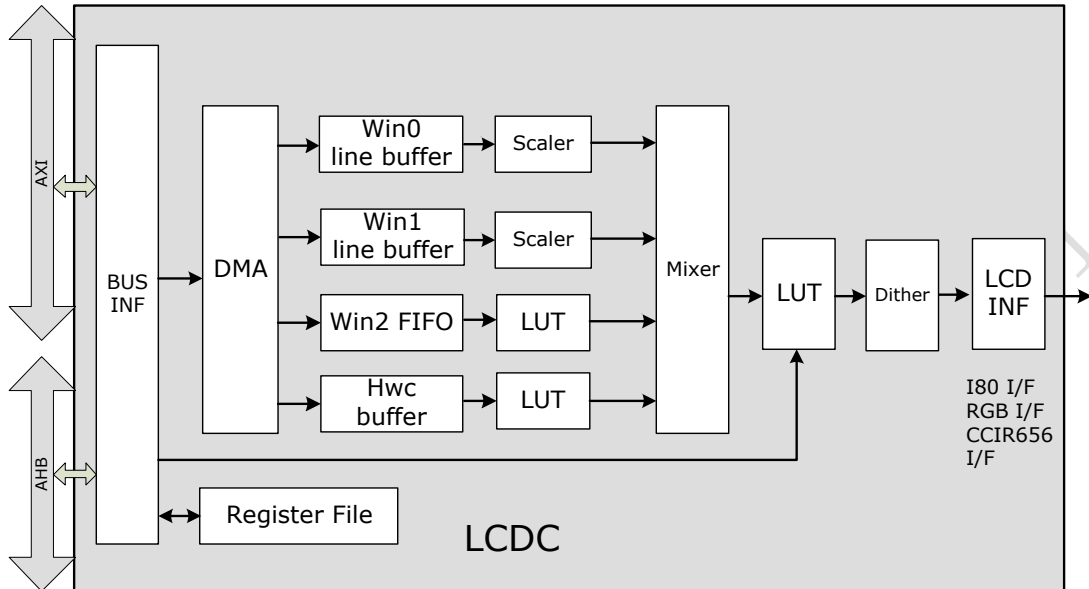 AXI
AHB
BUS
INF
DMA
Win0
line buffer
Scaler
Win1
line buffer
Scaler
Win2 FIFO
LUT
Hwc
buffer
LUT
Mixer
LUT
Dither
LCD
INF
I80 I/F
RGB I/F
CCIR656
I/F
Register File
LCDC